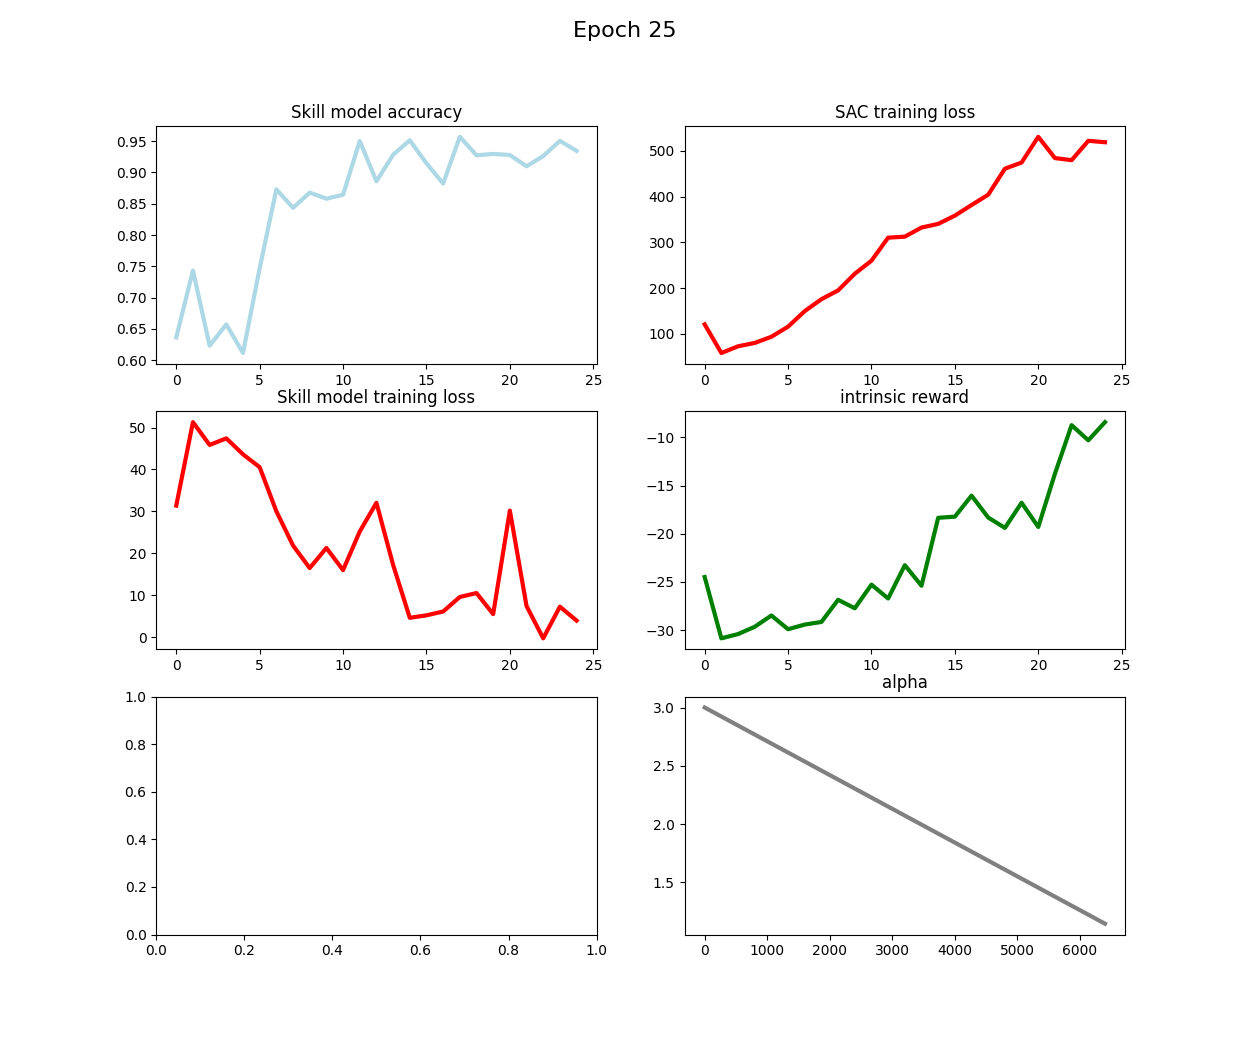 Epoch 25
Skill model accuracy
0.95
0.90
0.85
0.80
0.75
0.70
0.65
0.60
0 5 10 15 20 25
SAC training loss
500
400
300
200
100
0 5 10 15 20 25
Skill model training loss
50
40
30
20
10
0
0 5 10 15 20 25
intrinsic reward
−10
−15
−20
−25
−30
0 5 10 15 20 25
1.0
0.8
0.6
0.4
0.2
0.0
0.0 0.2 0.4 0.6 0.8 1.0
alpha
3.0
2.5
2.0
1.5
0 1000 2000 3000 4000 5000 6000